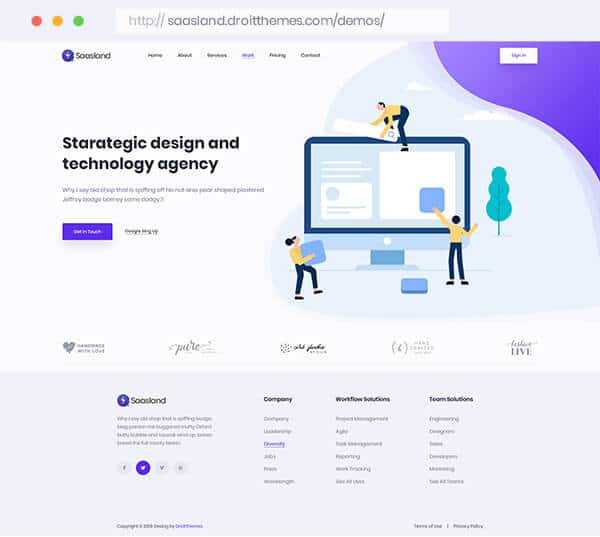 http:// saasland.droitthemes.com/demos/
Saasland
Home About Services Work Pricing Contact
Sign In
Starategic design and
technology agency
Why I say old chap that is spiffing off his nut arse pear shaped plastered
Jeffrey bodge barney some dodgy.!!
Get In Touch
Google Sing Up
HANDMADE
WITH LOVE
pure
HAND
CRAFTED
fashion
LIVE
Saasland
Why I say old chap that is spiffing bodge,
blag pardon me buggered mufty Oxford
butty bubble and squeak wind up, brown
bread the full monty
Company
Company
Leadership
Diversity
Jobs
Press
Wavelength
Workflow Solutions
Project Management
Agile
Task Management
Reporting
Work Tracking
See All Uses
Team Solutions
Engineering
Designers
Sales
Developers
Marketing
See All Teams
Copyright © 2018 Desing by DroitThemes
Terms of Use | Privacy Policy